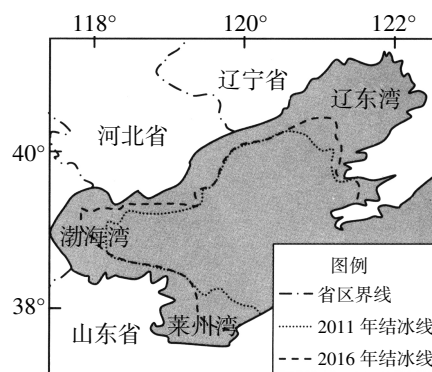 118° 120° 122°
辽宁省
辽东湾
河北省
40°
渤海湾
图例
省区界线
38°
2011 年结冰线
山东省
莱州湾
2016 年结冰线